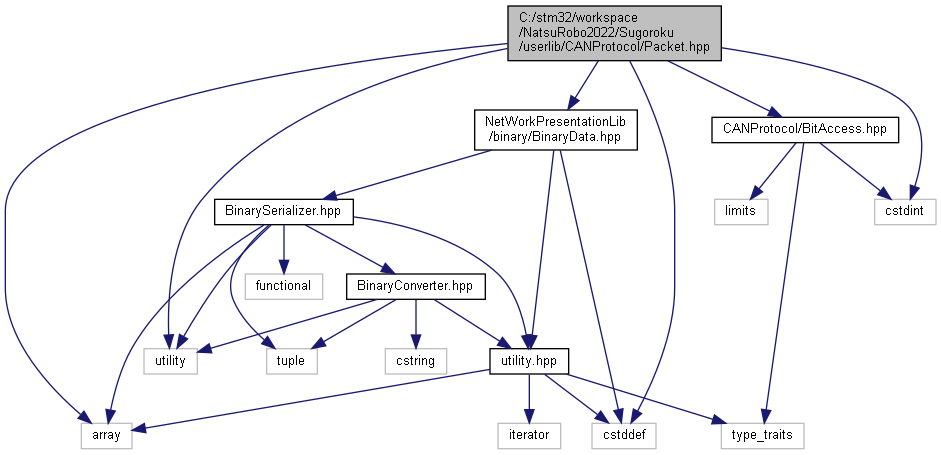 C:/stm32/workspace
/NatsuRobo2022/Sugoroku
/userlib/CANProtocol/Packet.hpp
NetWorkPresentationLib
/binary/BinaryData.hpp
CANProtocol/BitAccess.hpp
BinarySerializer.hpp
limits
cstdint
functional
BinaryConverter.hpp
utility
tuple
cstring
utility.hpp
array
iterator
cstddef
type_traits